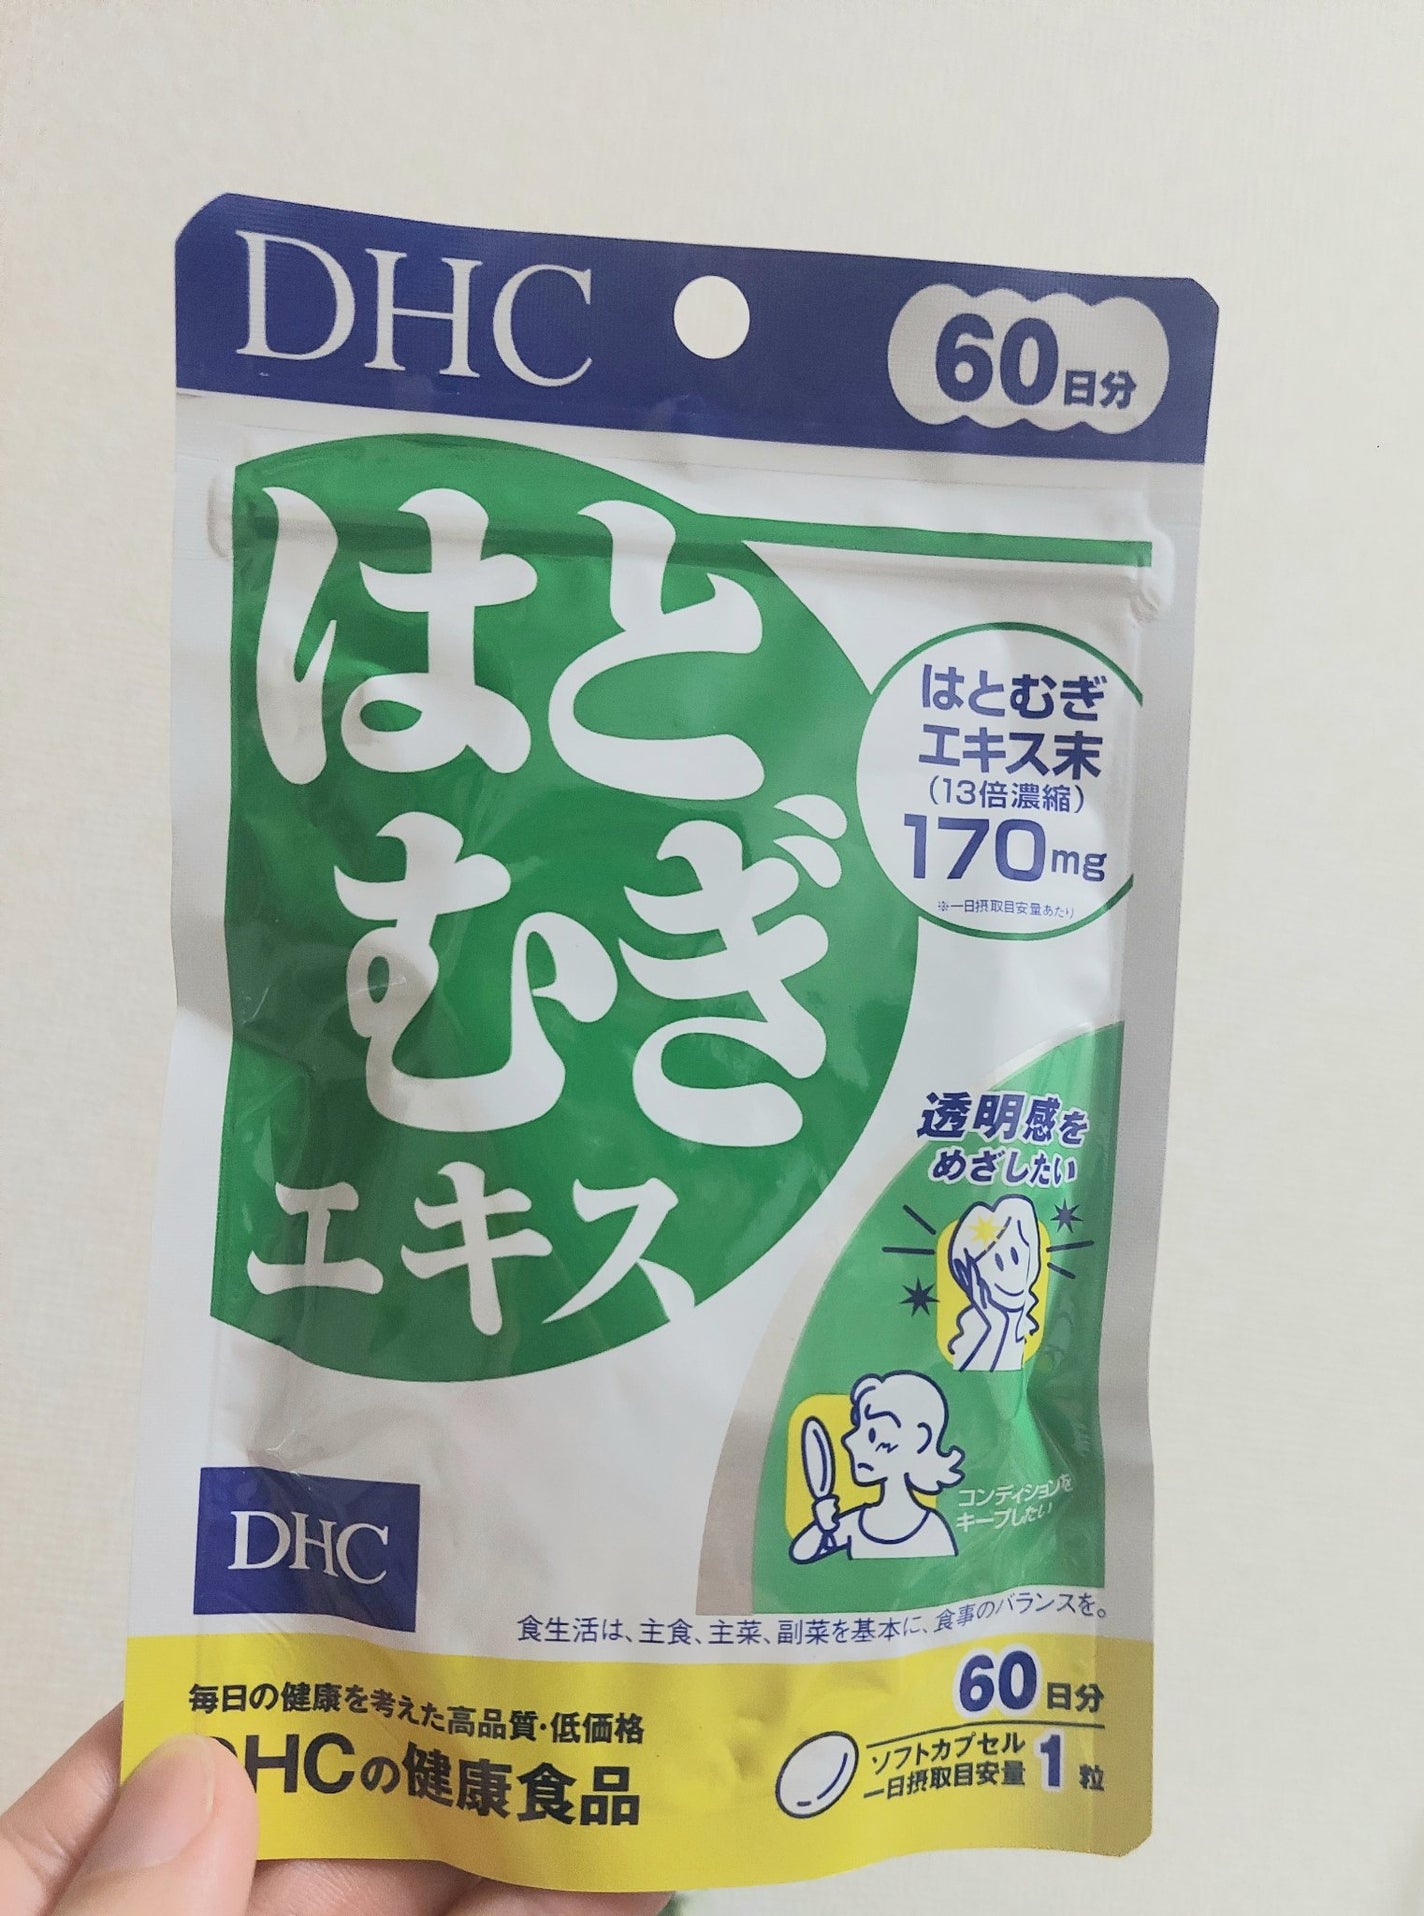 DHC
60日分
はと
むぎ
エキス
はとむぎ
エキス末
(13倍濃縮)
170mg
※一日摂取目安量あたり
透明感を
めざしたい
コンディションを
キープしたい
DHC
食生活は、主食、主菜、副菜を基本に、食事のバランスを。
毎日の健康を考えた高品質・低価格
DHCの健康食品
60日分
ソフトカプセル
一日摂取目安量 1粒